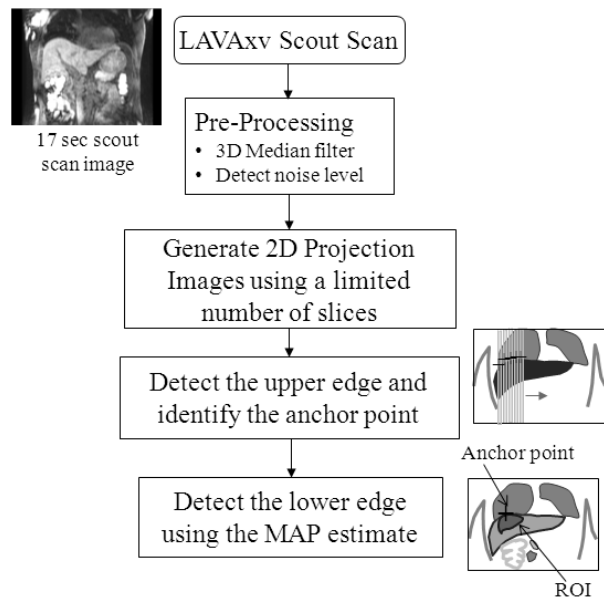 LAVAxv Scout Scan
17 sec scout
scan image
Pre-Processing
• 3D Median filter
• Detect noise level
Generate 2D Projection
Images using a limited
number of slices
Detect the upper edge and
identify the anchor point
Anchor point
Detect the lower edge
using the MAP estimate
ROI